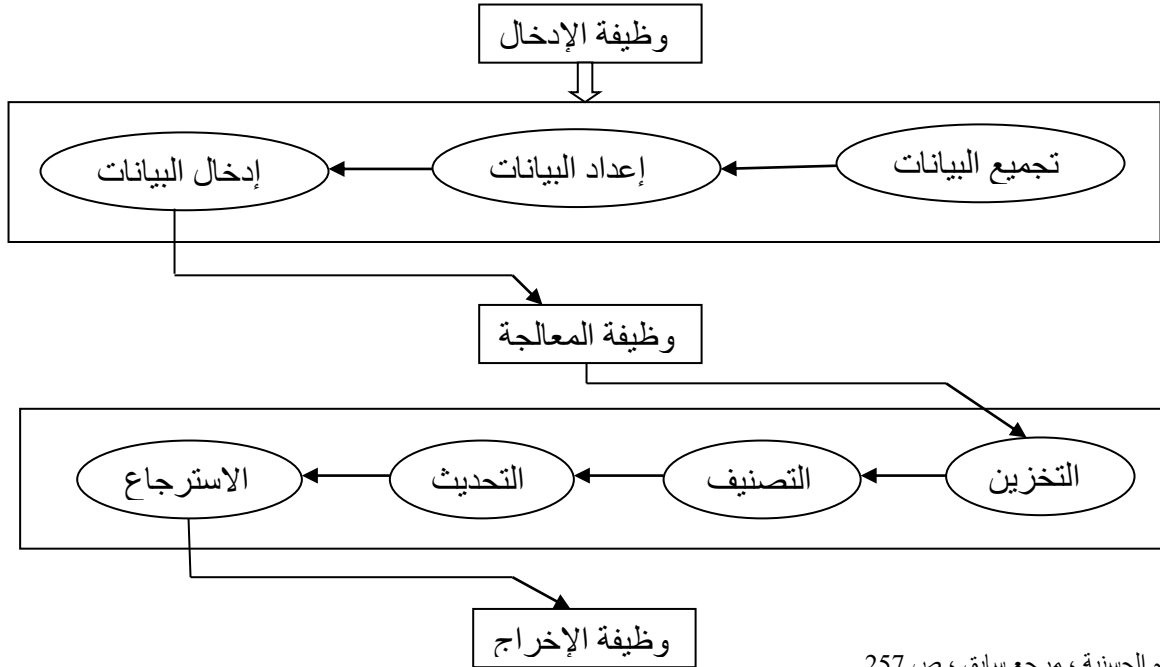 وظيفة الإدخال
تجميع البيانات
إعداد البيانات
إدخال البيانات
وظيفة المعالجة
التخزين
التصنيف
التحديث
الاسترجاع
وظيفة الإخراج
و الحسنية ، مرجع سابق ، ص 257